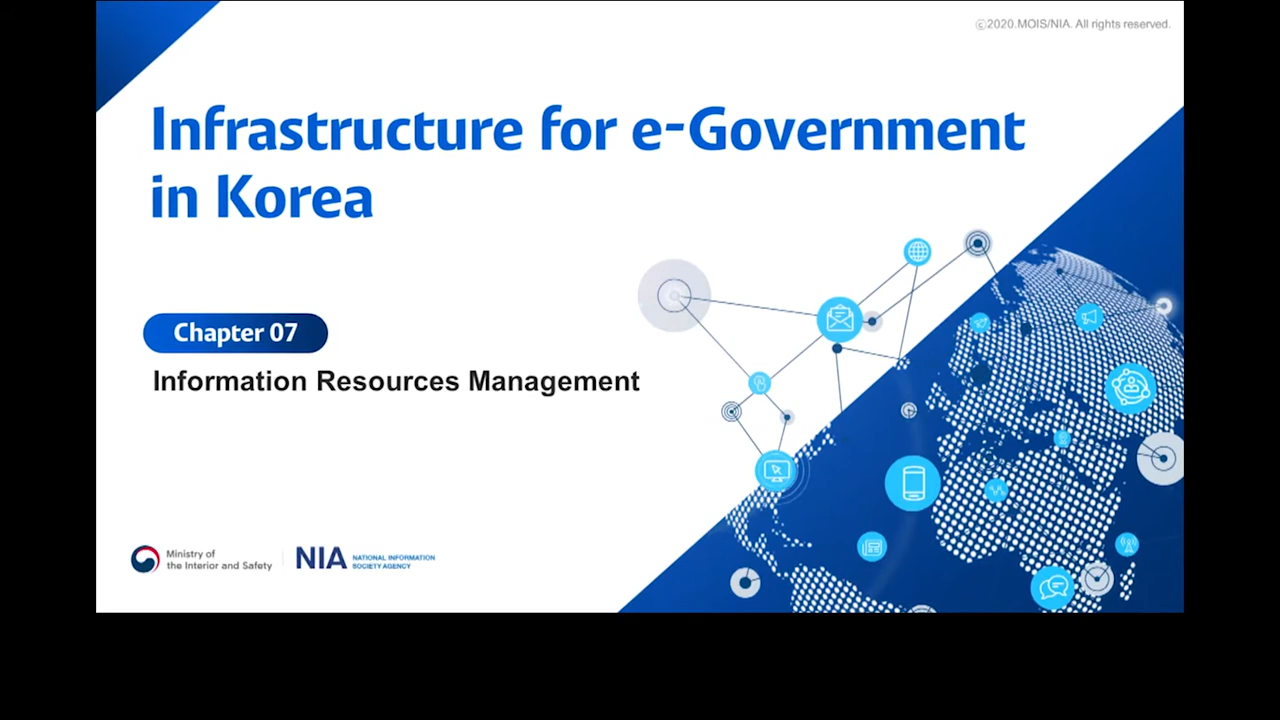 ⓒ2020.MOIS/NIA. All rights reserved.
Infrastructure for e-Government
in Korea
Chapter 07
Information Resources Management
Ministry of
the Interior and Safety
NIA
NATIONAL INFORMATION
SOCIETY AGENCY